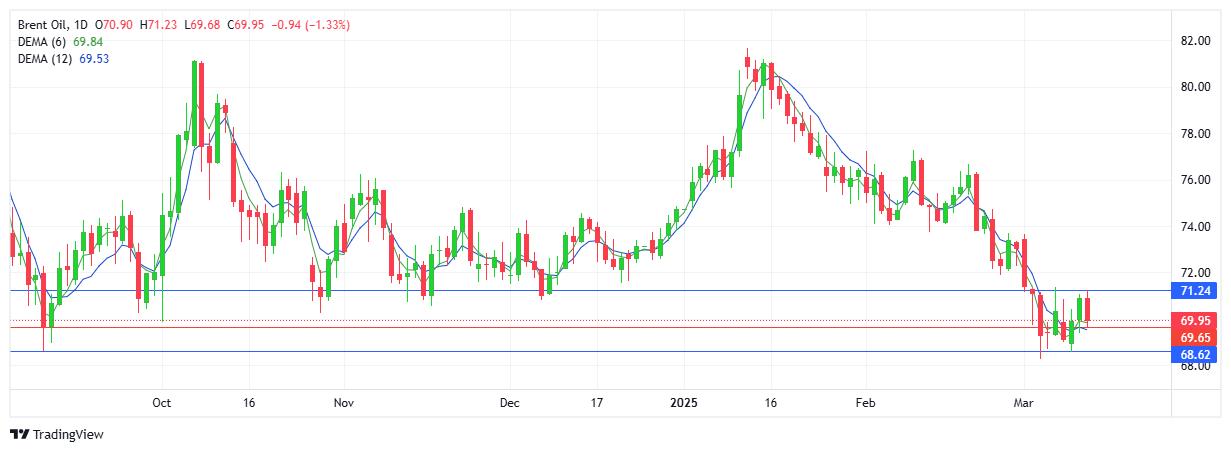 Brent Oil, 1D O70.90 H71.23 L69.68 C69.95 −0.94 (−1.33%)
DEMA (6) 69.84
DEMA (12) 69.53
82.00
80.00
78.00
76.00
74.00
72.00
71.24
69.95
69.65
68.62
68.00
Oct 16 Nov Dec 17 2025 16 Feb Mar
TradingView